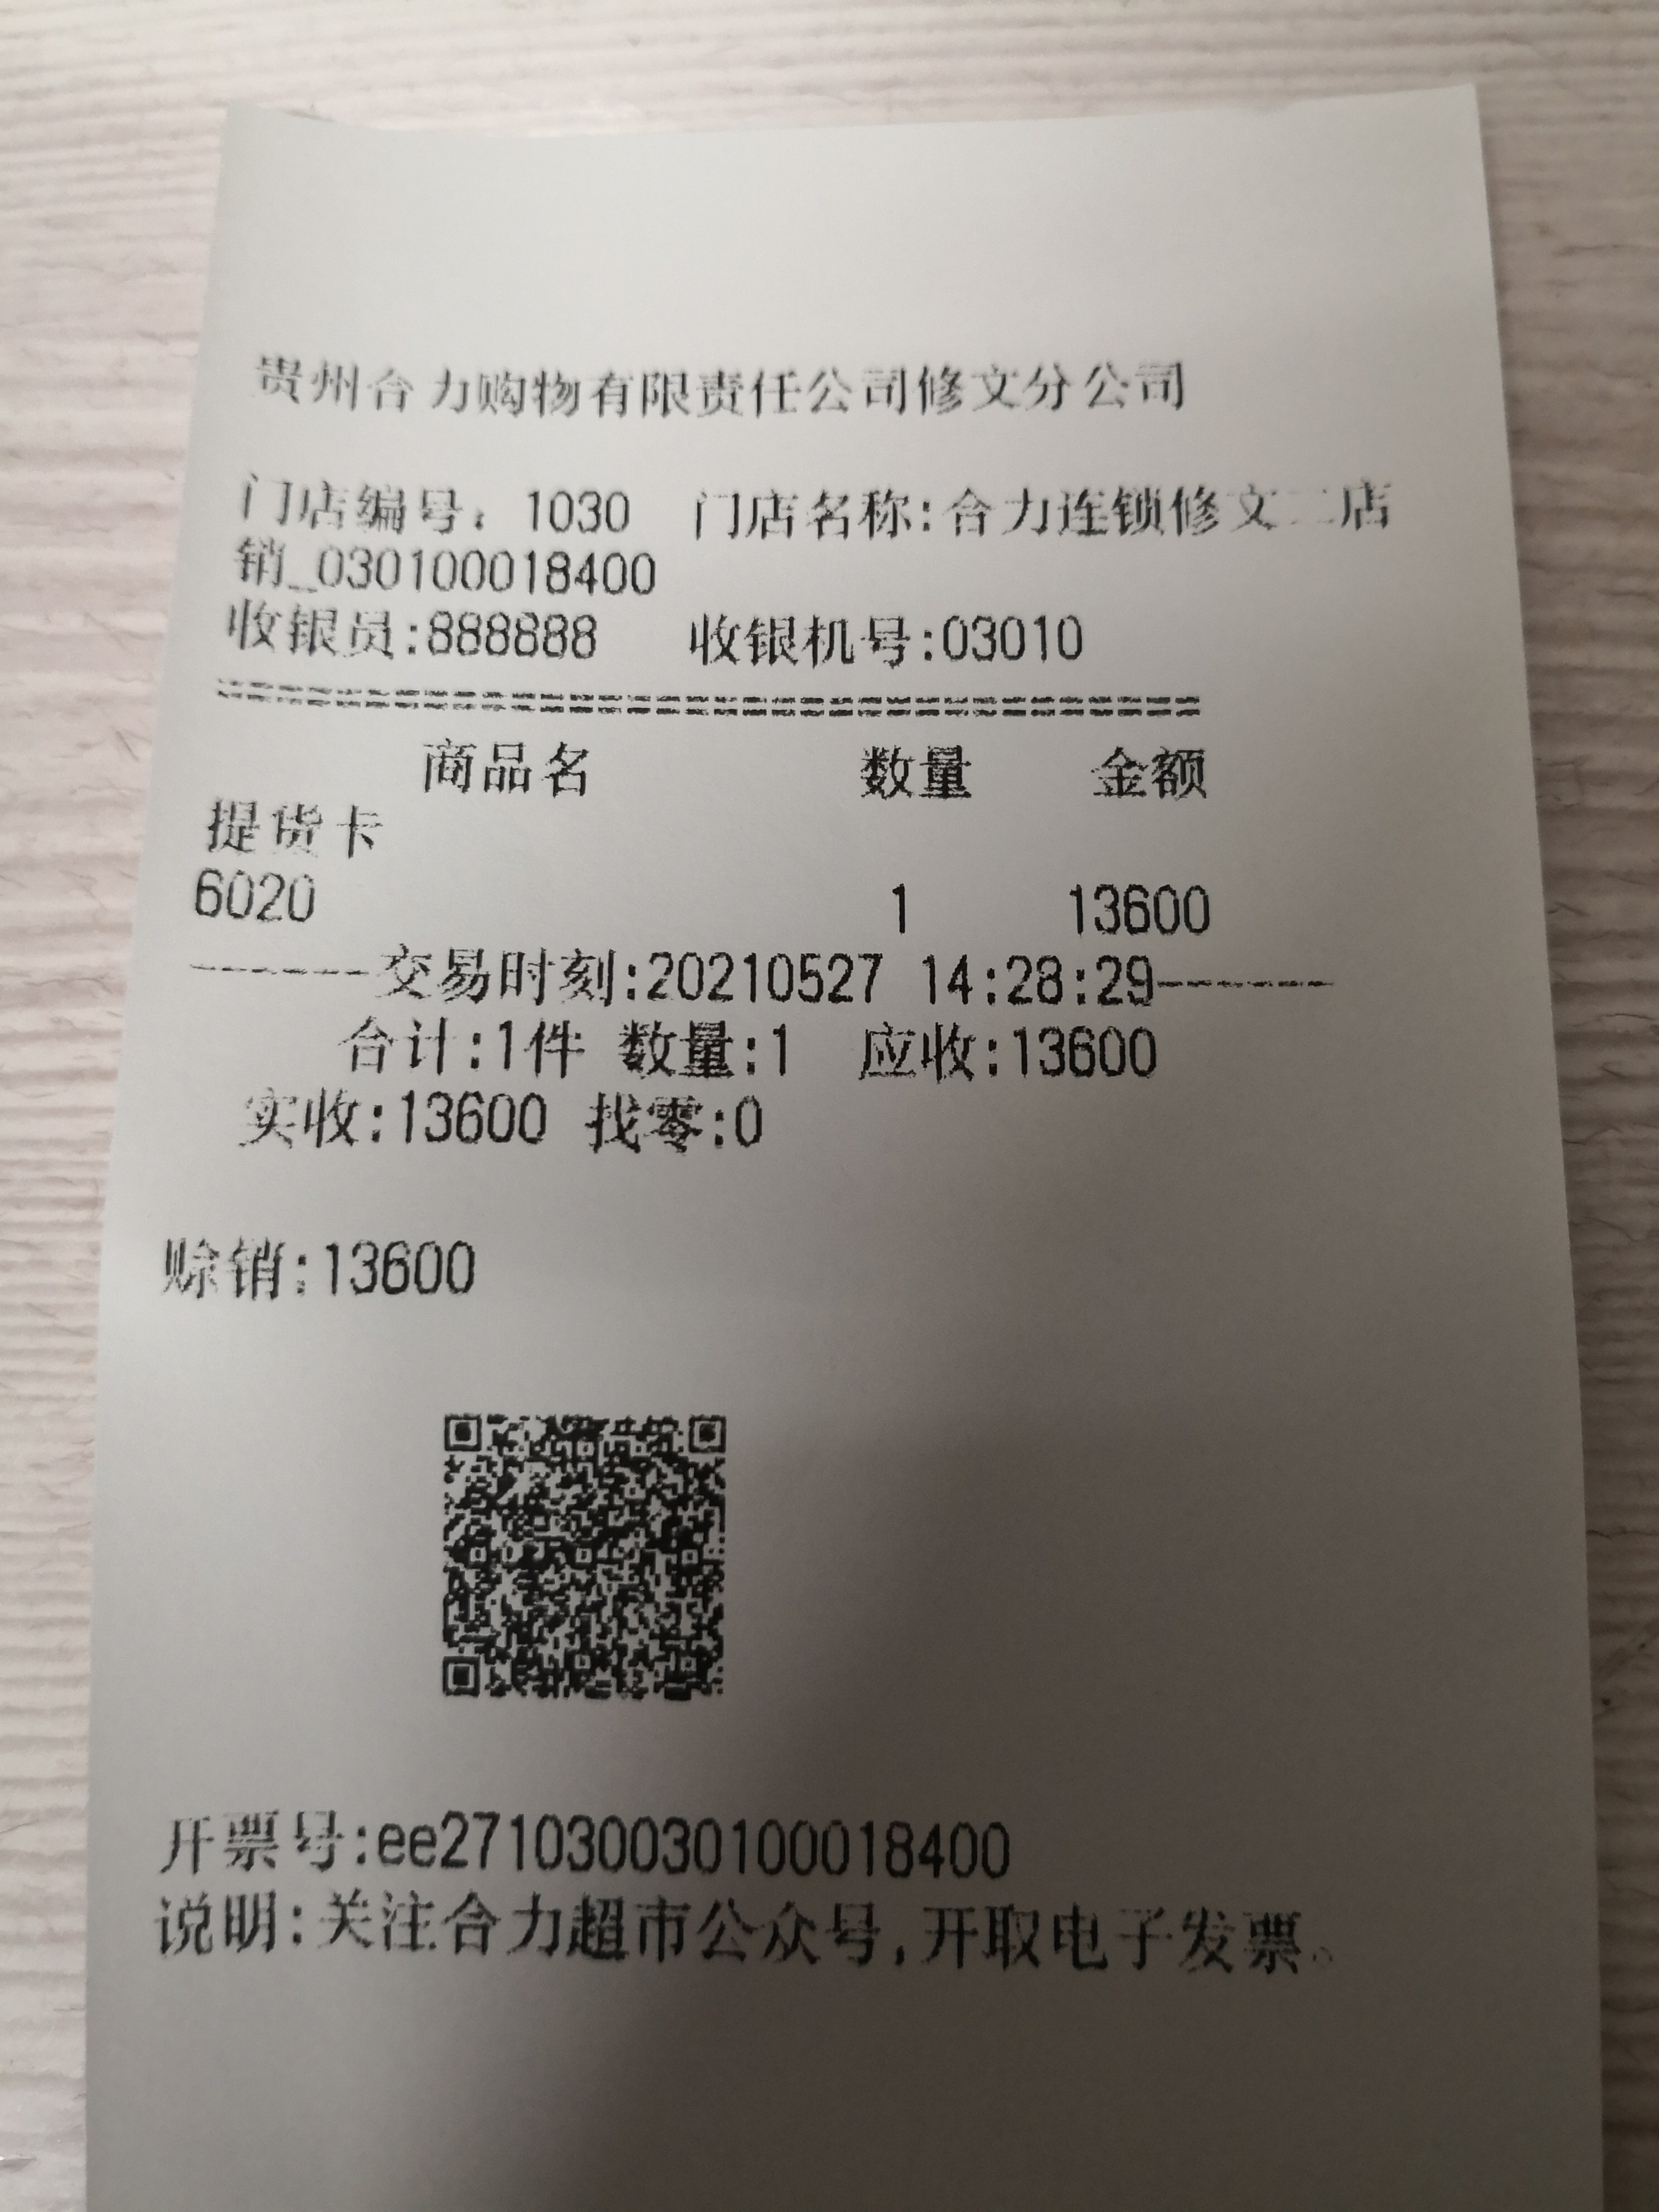 贵州合力购物有限责任公司修文分公司
门店编号: 1030 门店名称:合力连锁修文二店
销_030100018400
收银员:888888 收银机号:03010
==================================
商品名 数量 金额
提货卡
6020 1 13600
------交易时刻:20210527 14:28:29------
合计:1件 数量:1 应收:13600
实收:13600 找零:0
赊销:13600
开票号:ee271030030100018400
说明:关注合力超市公众号,开取电子发票。